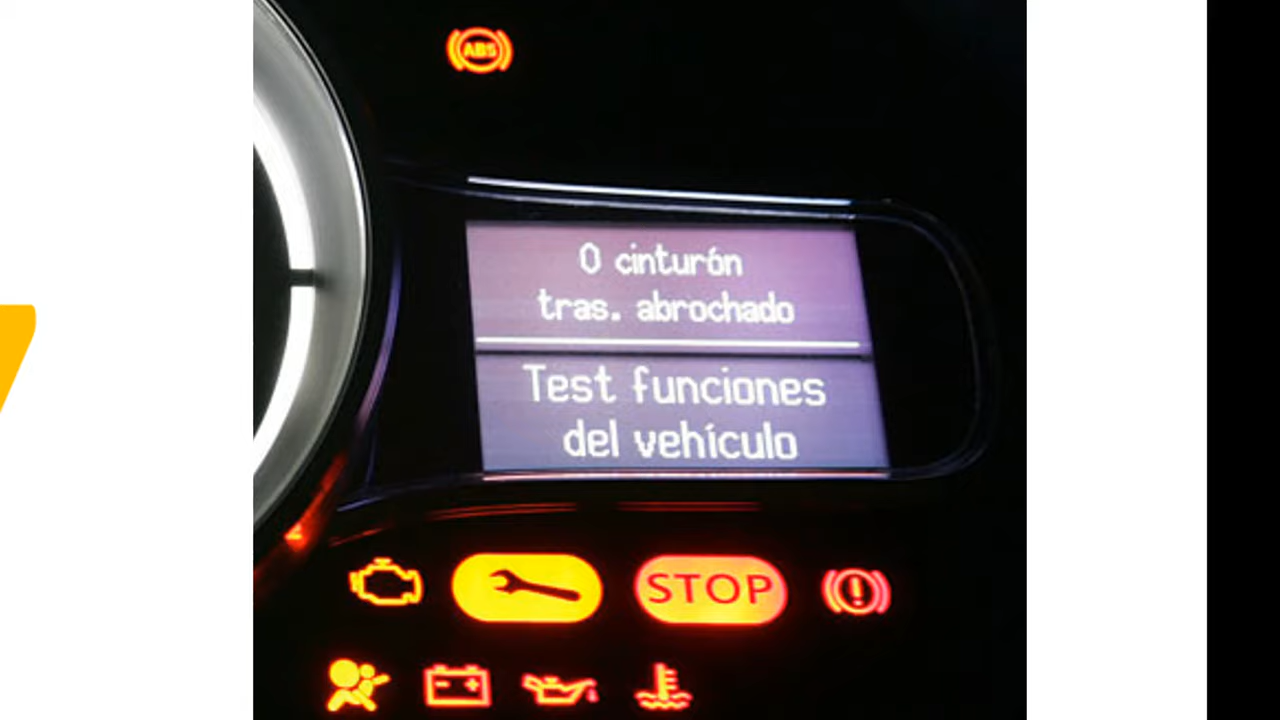 ABS
0 cinturón
tras. abrochado
Test funciones
del vehículo
STOP